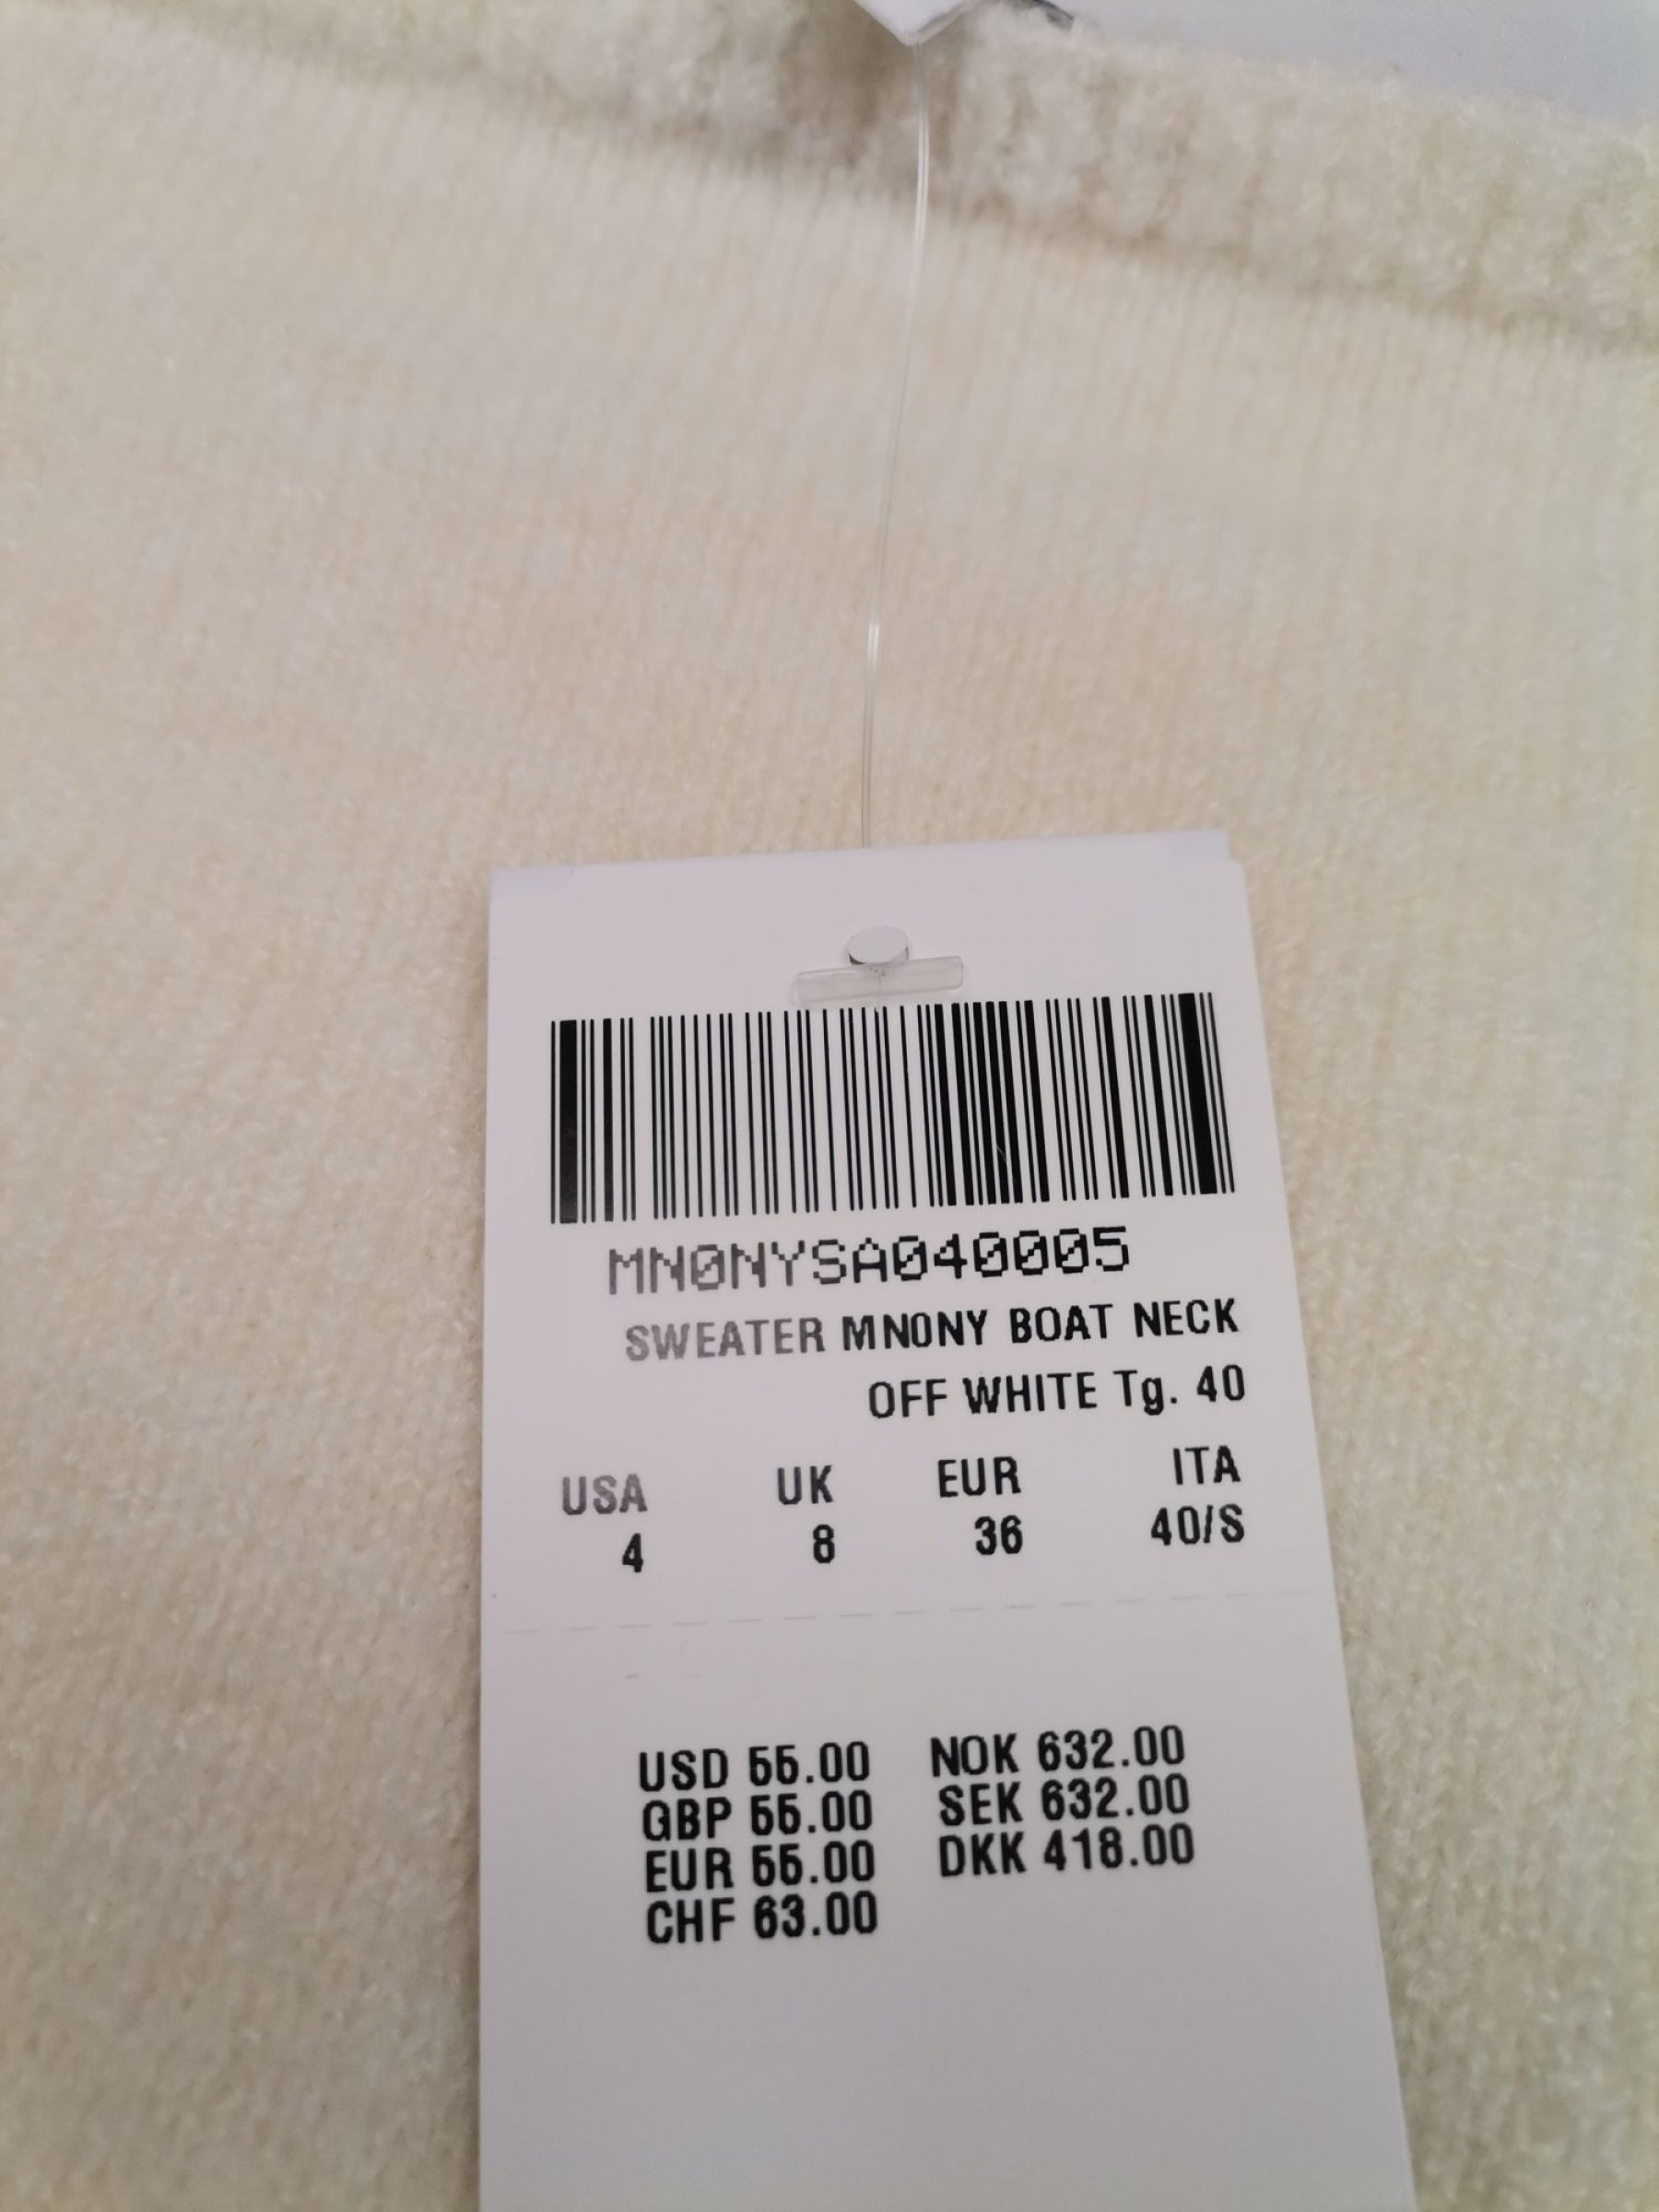 MN0NYSA040005
SWEATER MNONY BOAT NECK
OFF WHITE Tg. 40
USA UK EUR ITA
4 8 36 40/S
USD 55.00 NOK 632.00
GBP 55.00 SEK 632.00
EUR 55.00 DKK 418.00
CHF 63.00